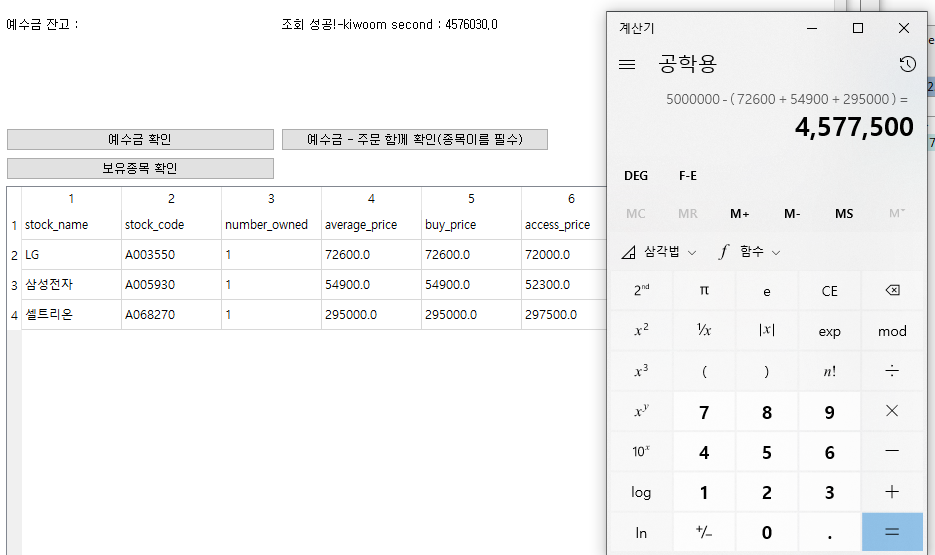 예수금 잔고 :
조회 성공!-kiwoom second : 4576030.0
예수금 확인
예수금 - 주문 함께 확인(종목이름 필수)
보유종목 확인
1 2 3 4 5 6
1 stock_name stock_code number_owned average_price buy_price access_price
2 LG A003550 1 72600.0 72600.0 72000.0
3 삼성전자 A005930 1 54900.0 54900.0 52300.0
4 셀트리온 A068270 1 295000.0 295000.0 297500.0
계산기
공학용
5000000 - ( 72600 + 54900 + 295000 ) =
4,577,500
DEG F-E
MC MR M+ M- MS M˅
삼각법 f 함수
2nd π e CE
x² ¹/x |x| exp mod
x³ ( ) n! ÷
xʸ 7 8 9 ×
10ˣ 4 5 6 −
log 1 2 3 +
ln +/− 0 . =
e
2
7